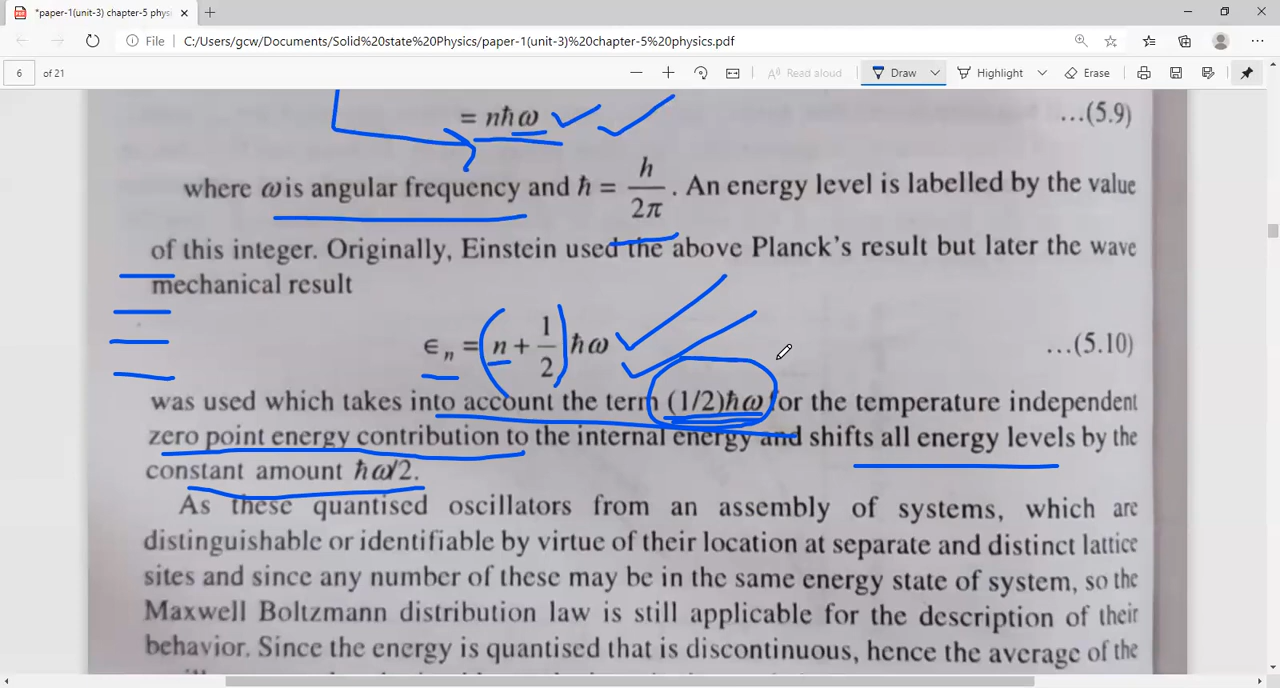 *paper-1(unit-3) chapter-5 physi
File C:/Users/gcw/Documents/Solid%20state%20Physics/paper-1(unit-3)%20chapter-5%20physics.pdf
6 of 21 Read aloud Draw Highlight Erase
= nħω ...(5.9)
where ω is angular frequency and ħ = h/2π. An energy level is labelled by the value
of this integer. Originally, Einstein used the above Planck's result but later the wave
mechanical result
∈n = (n + 1/2) ħω ...(5.10)
was used which takes into account the term (1/2)ħω for the temperature independent
zero point energy contribution to the internal energy and shifts all energy levels by the
constant amount ħω/2.
As these quantised oscillators from an assembly of systems, which are
distinguishable or identifiable by virtue of their location at separate and distinct lattice
sites and since any number of these may be in the same energy state of system, so the
Maxwell Boltzmann distribution law is still applicable for the description of their
behavior. Since the energy is quantised that is discontinuous, hence the average of the